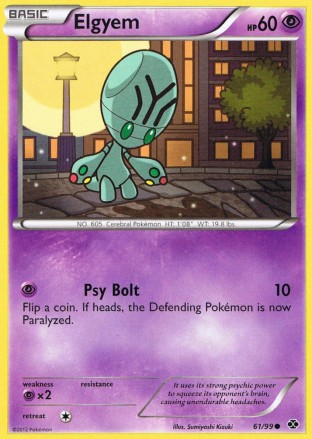 BASIC
Elgyem
HP60
NO. 605 Cerebral Pokémon HT: 1'08" WT: 19.8 lbs.
Psy Bolt 10
Flip a coin. If heads, the Defending Pokémon is now
Paralyzed.
weakness
×2
resistance
retreat
It uses its strong psychic power
to squeeze its opponent's brain,
causing unendurable headaches.
©2012 Pokémon
Illus. Sumiyoshi Kizuki
61/99